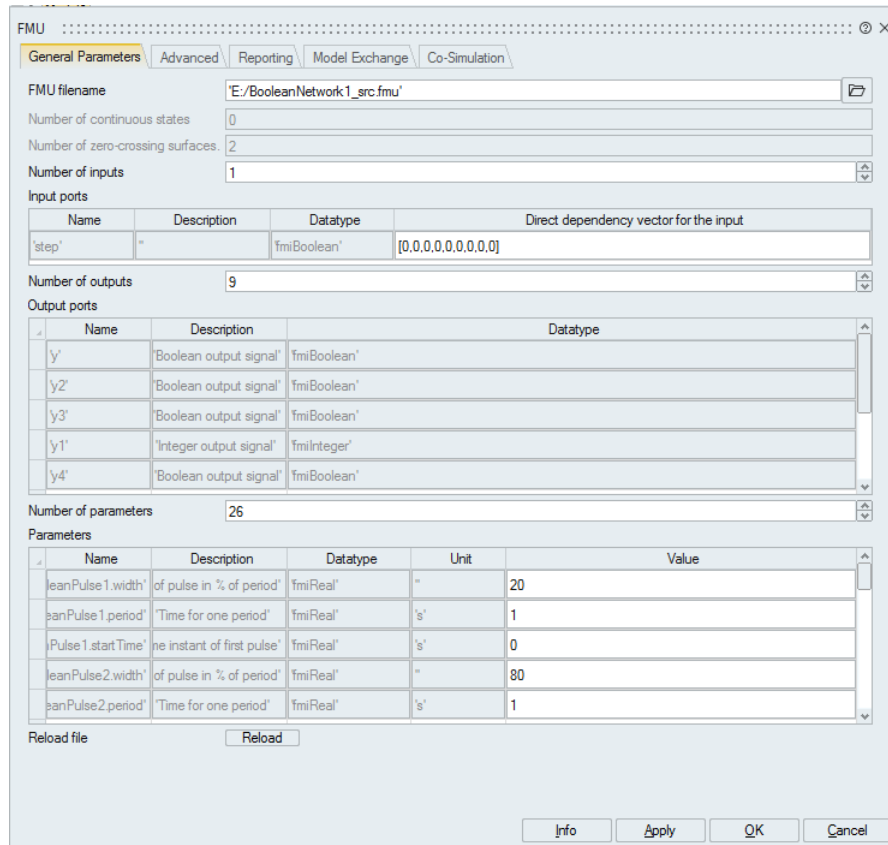 FMU
General Parameters Advanced Reporting Model Exchange Co-Simulation
FMU filename 'E:/BooleanNetwork1_src.fmu'
Number of continuous states 0
Number of zero-crossing surfaces. 2
Number of inputs 1
Input ports
Name Description Datatype Direct dependency vector for the input
'step' '' 'fmiBoolean' [0,0,0,0,0,0,0,0,0]
Number of outputs 9
Output ports
Name Description Datatype
'y' 'Boolean output signal' 'fmiBoolean'
'y2' 'Boolean output signal' 'fmiBoolean'
'y3' 'Boolean output signal' 'fmiBoolean'
'y1' 'Integer output signal' 'fmiInteger'
'y4' 'Boolean output signal' 'fmiBoolean'
Number of parameters 26
Parameters
Name Description Datatype Unit Value
leanPulse1.width' of pulse in % of period' 'fmiReal' '' 20
eanPulse1.period' 'Time for one period' 'fmiReal' 's' 1
Pulse1.startTime' ne instant of first pulse' 'fmiReal' 's' 0
leanPulse2.width' of pulse in % of period' 'fmiReal' '' 80
eanPulse2.period' 'Time for one period' 'fmiReal' 's' 1
Reload file Reload
Info Apply OK Cancel